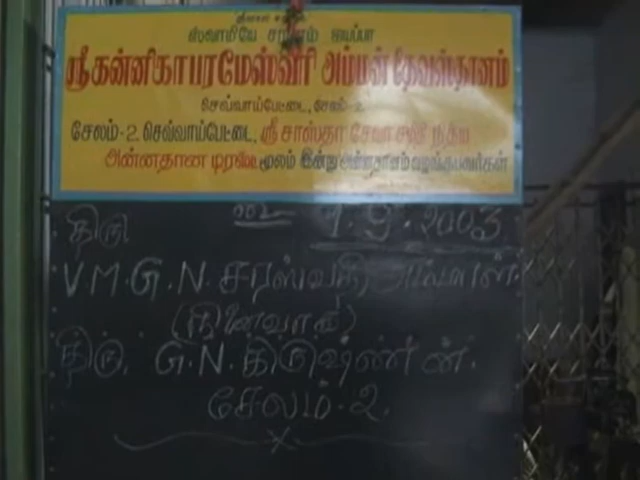 ஸ்வாமியே சரணம் ஐயப்பா
ஸ்ரீகன்னிகாபரமேஸ்வரி அம்மன் தேவஸ்தானம்
செவ்வாய்பேட்டை, சேலம்-2
சேலம்-2. செவ்வாய்பேட்டை, ஸ்ரீ சாஸ்தா சேவா சமிதி நித்ய
அன்னதான டிரஷ்டி மூலம் இன்று அன்னதானம் வழங்குபவர்கள்
திரு 1.9.2003
V.M.G.N. சரஸ்வதி அம்மாள்.
(நினைவாக)
திரு. G.N. கிருஷ்ணன்.
சேலம்.2.